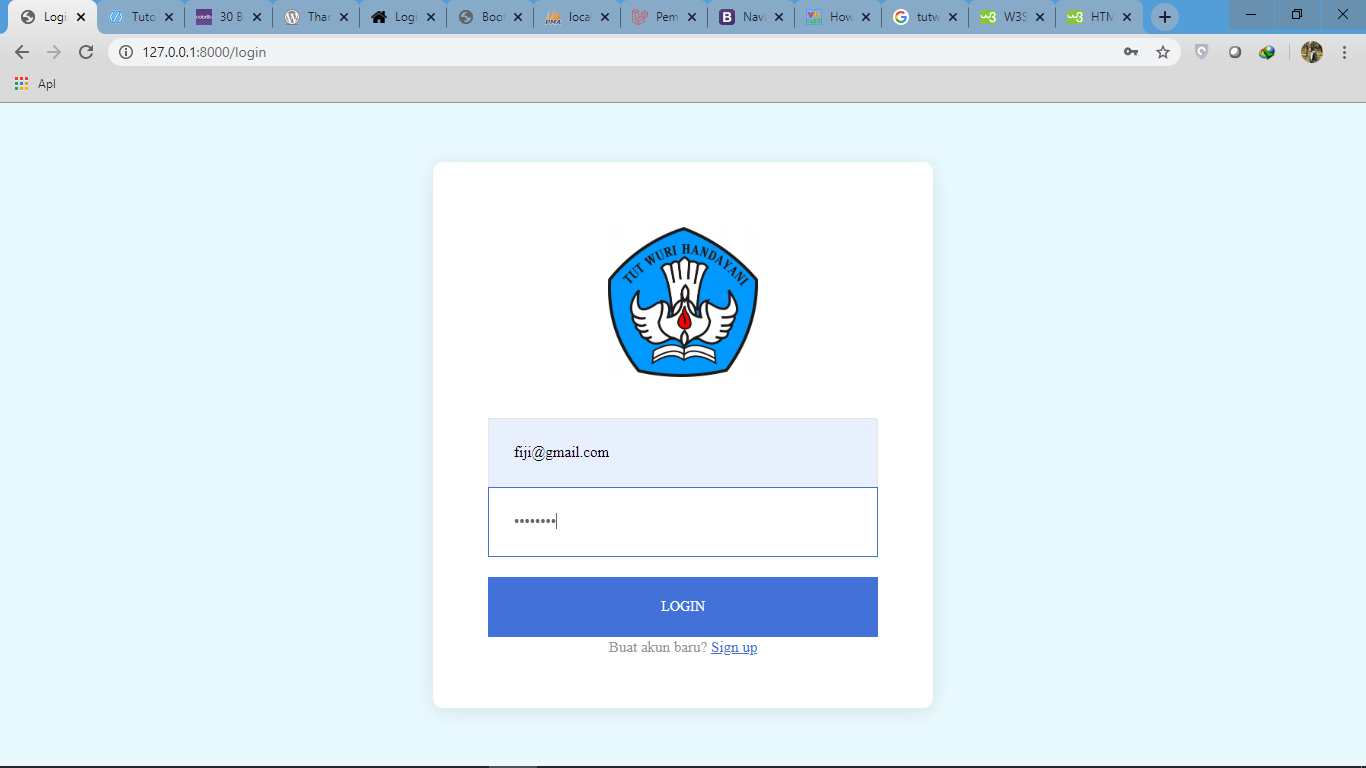 Logi
Tuto
30 B
Thar
Logi
Boot
loca
Pem
Navl
How
tutw
W3S
HTM
127.0.0.1:8000/login
Apl
TUT WURI HANDAYANI
fiji@gmail.com
••••••••
LOGIN
Buat akun baru? Sign up